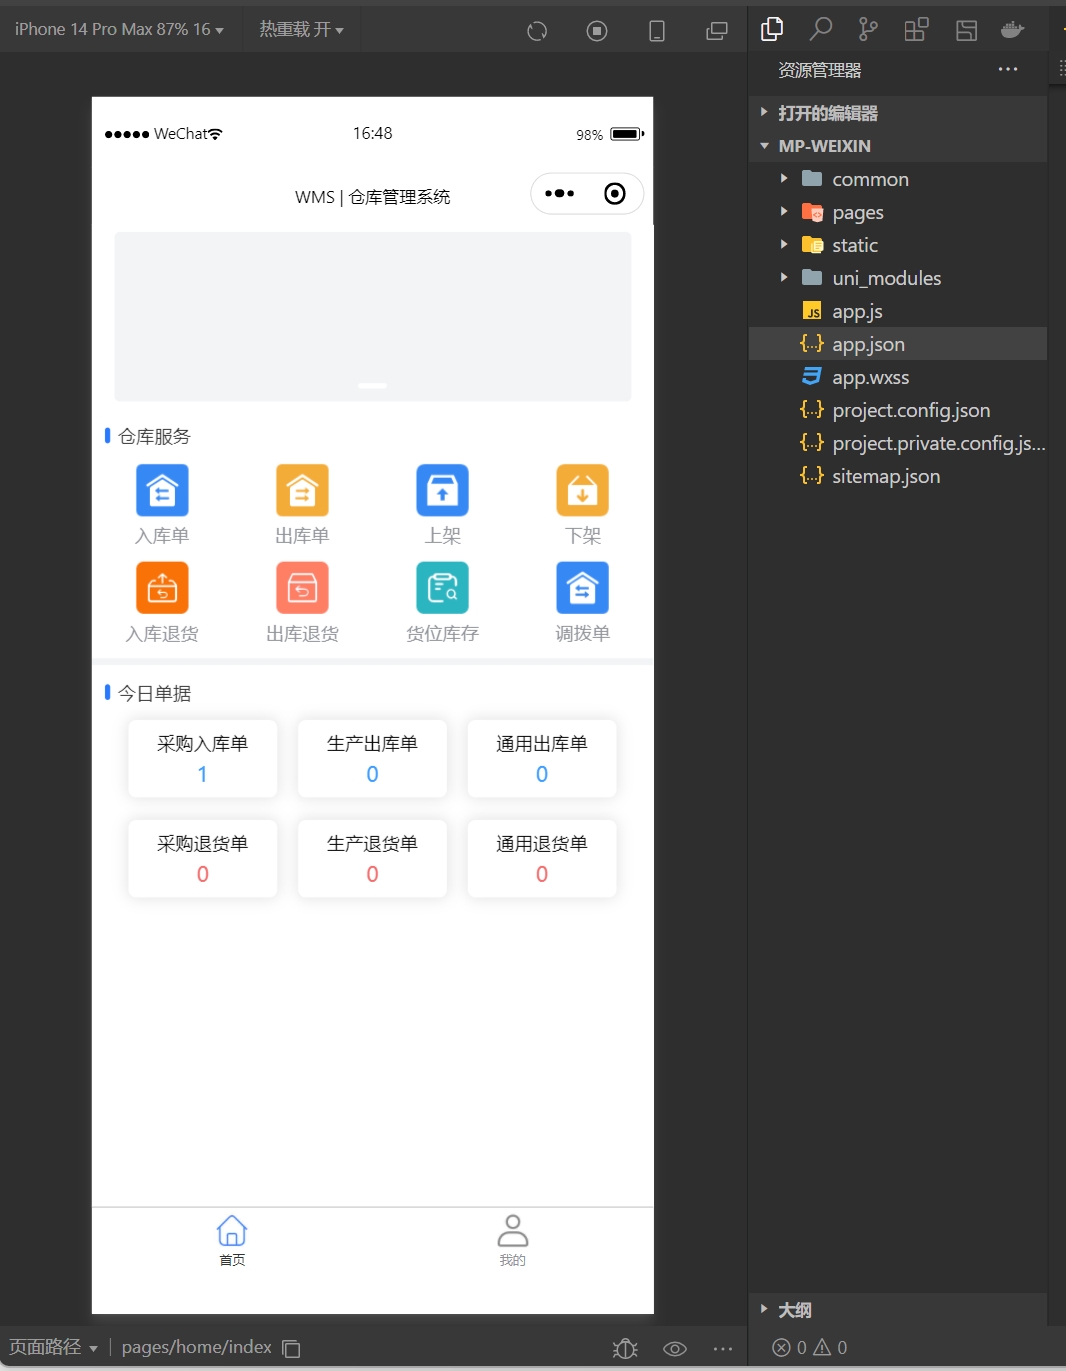 iPhone 14 Pro Max 87% 16
热重载 开
WeChat
16:48
98%
WMS | 仓库管理系统
仓库服务
入库单
出库单
上架
下架
入库退货
出库退货
货位库存
调拨单
今日单据
采购入库单
生产出库单
通用出库单
1
0
0
采购退货单
生产退货单
通用退货单
0
0
0
首页
我的
页面路径
pages/home/index
资源管理器
打开的编辑器
MP-WEIXIN
common
pages
static
uni_modules
JS
app.js
{...} app.json
app.wxss
{...} project.config.json
{...} project.private.config.js...
{...} sitemap.json
大纲
0
0